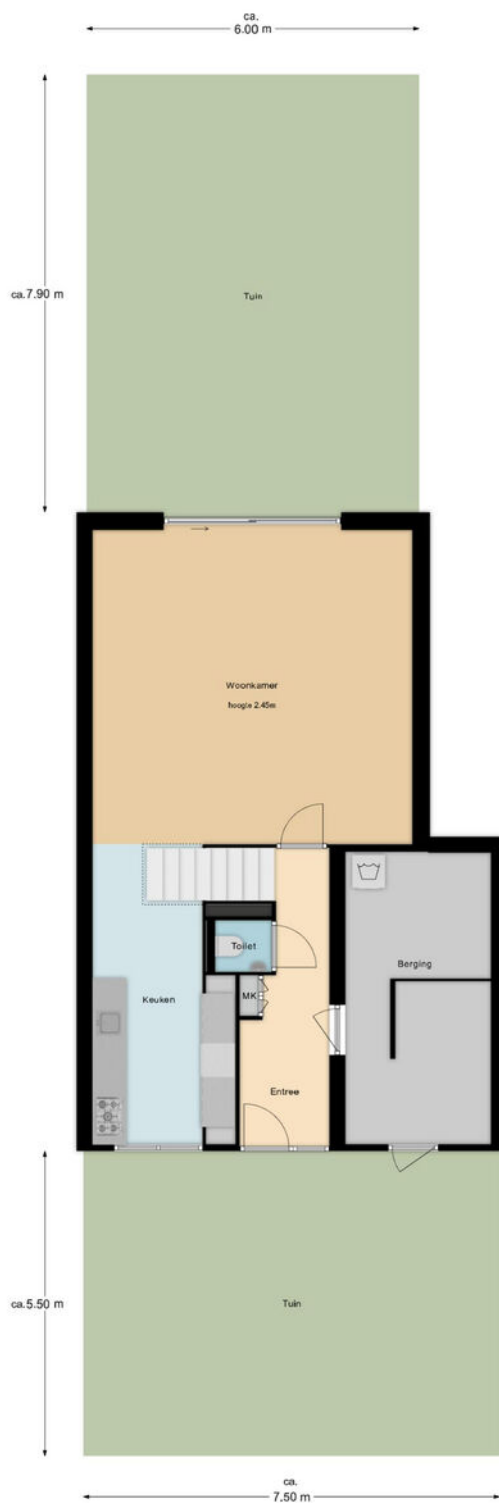 ca.
6.00 m
ca.7.90 m
Tuin
Woonkamer
hoogte 2.45m
Toilet
Berging
MK
Keuken
Entree
ca.5.50 m
Tuin
ca.
7.50 m